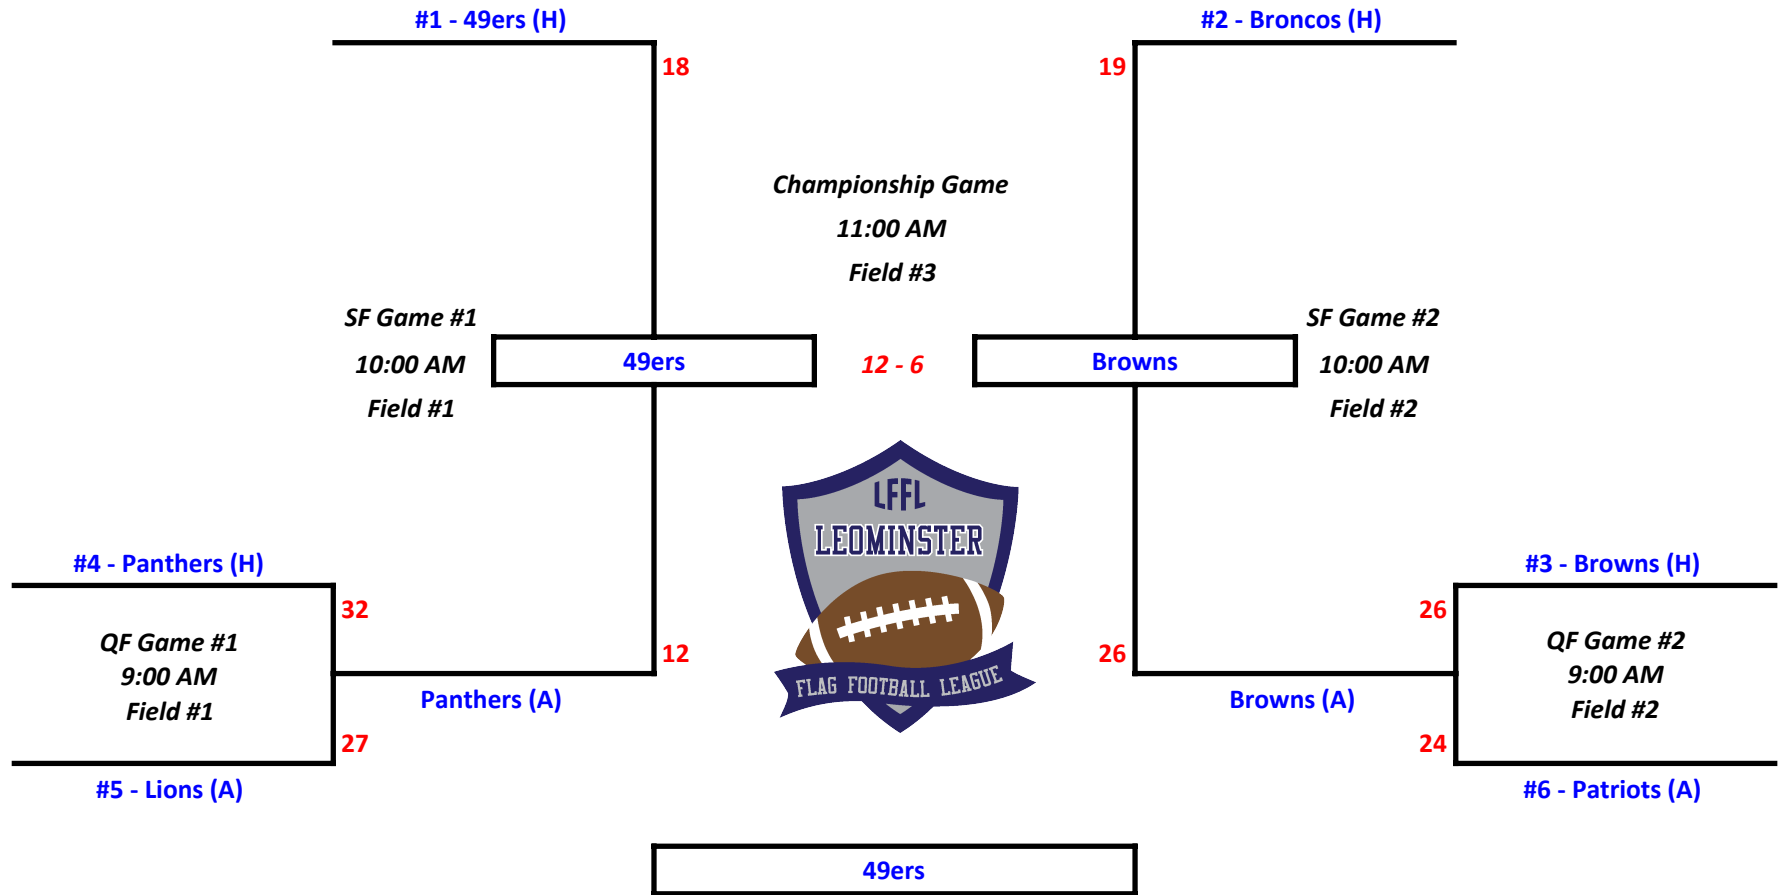 #1 - 49ers (H)
#2 - Broncos (H)
18
19
Championship Game
11:00 AM
Field #3
SF Game #1
10:00 AM
Field #1
49ers
12 - 6
Browns
SF Game #2
10:00 AM
Field #2
LFFL
LEOMINSTER
FLAG FOOTBALL LEAGUE
#4 - Panthers (H)
32
QF Game #1
9:00 AM
Field #1
27
#5 - Lions (A)
12
Panthers (A)
26
Browns (A)
#3 - Browns (H)
26
QF Game #2
9:00 AM
Field #2
24
#6 - Patriots (A)
49ers